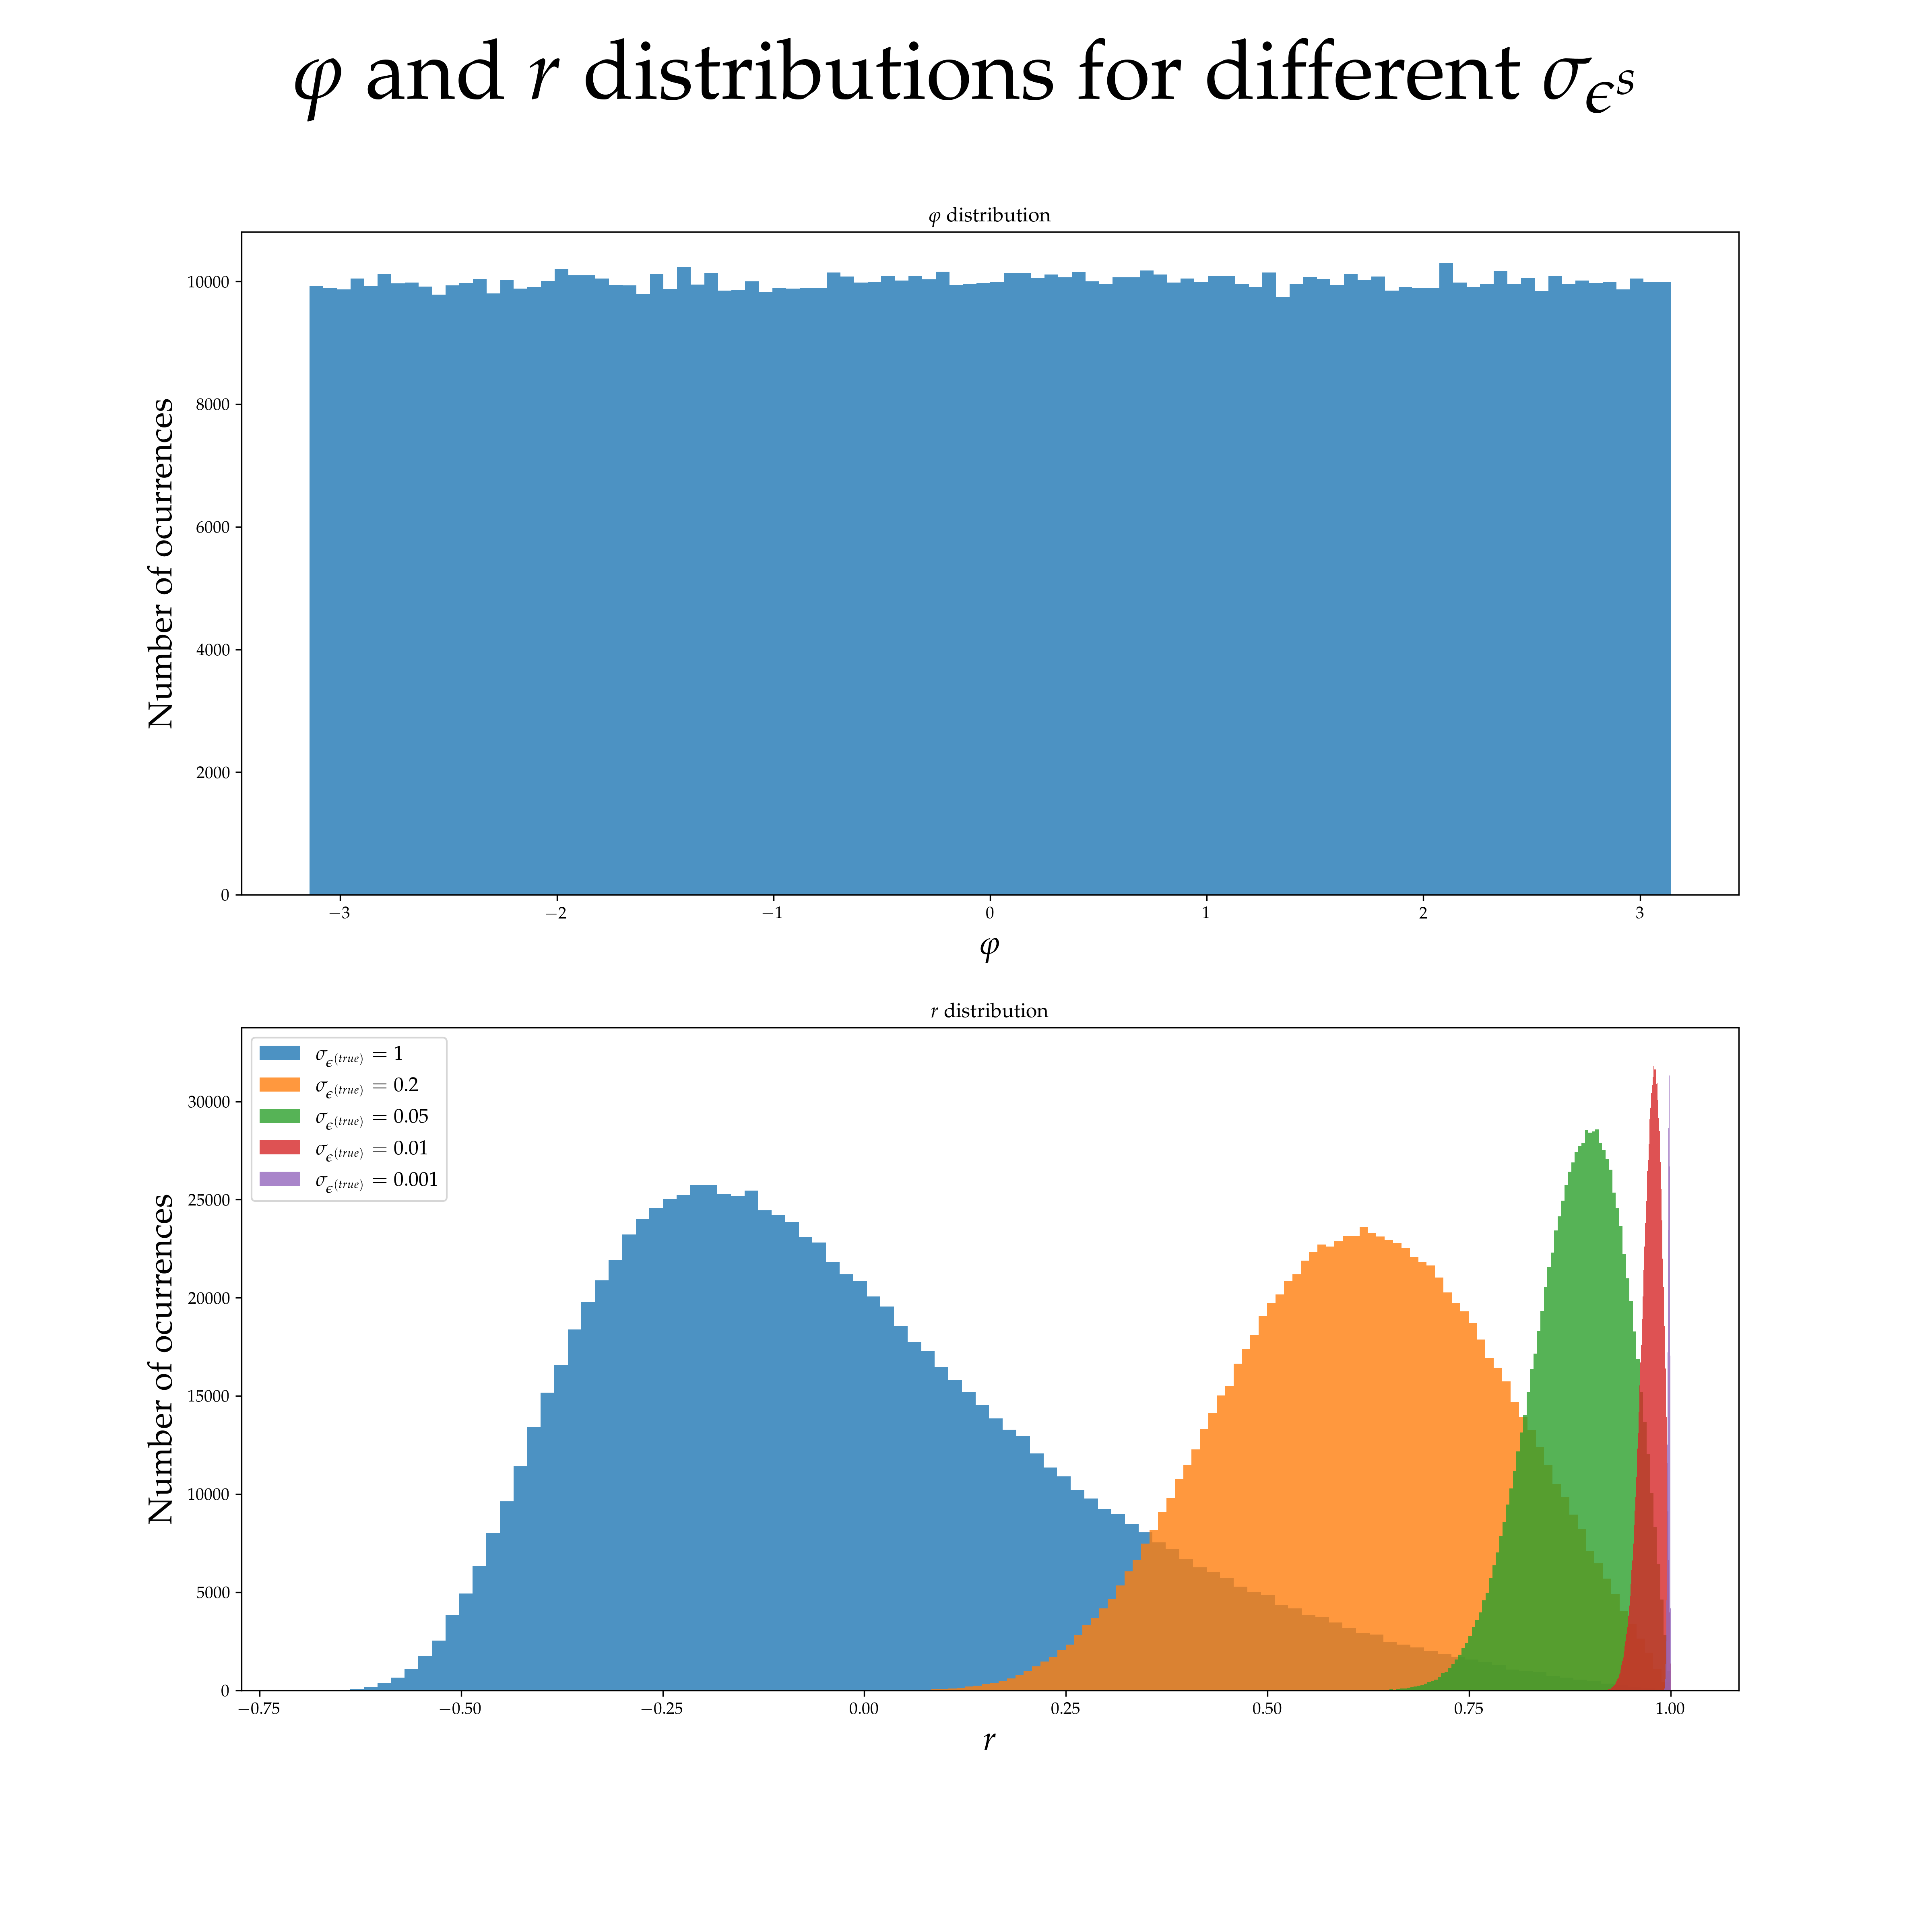 φ and r distributions for different σ_ϵˢ
φ distribution
Number of ocurrences
10000
8000
6000
4000
2000
0
−3 −2 −1 0 1 2 3
φ
r distribution
σ_ϵ^(true) = 1
σ_ϵ^(true) = 0.2
σ_ϵ^(true) = 0.05
σ_ϵ^(true) = 0.01
σ_ϵ^(true) = 0.001
Number of ocurrences
30000
25000
20000
15000
10000
5000
0
−0.75 −0.50 −0.25 0.00 0.25 0.50 0.75 1.00
r